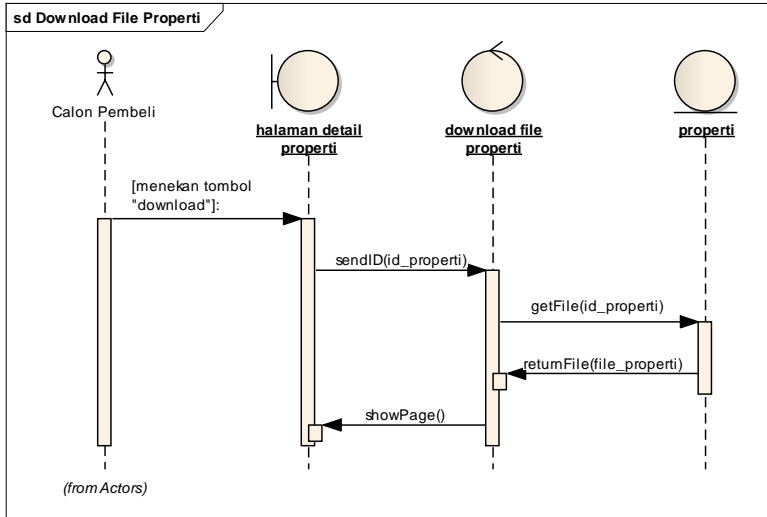 sd Download File Properti
Calon Pembeli
halaman detail
properti
download file
properti
properti
[menekan tombol
"download"]:
sendID(id_properti)
getFile(id_properti)
returnFile(file_properti)
showPage()
(from Actors)